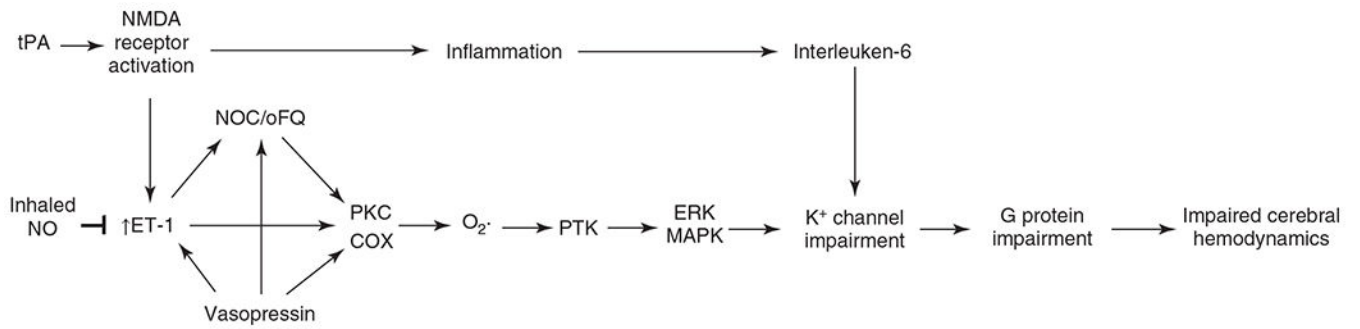 tPA
NMDA
receptor
activation
Inflammation
Interleuken-6
NOC/oFQ
Inhaled
NO
↑ET-1
PKC
COX
O₂·
PTK
ERK
MAPK
K⁺ channel
impairment
G protein
impairment
Impaired cerebral
hemodynamics
Vasopressin